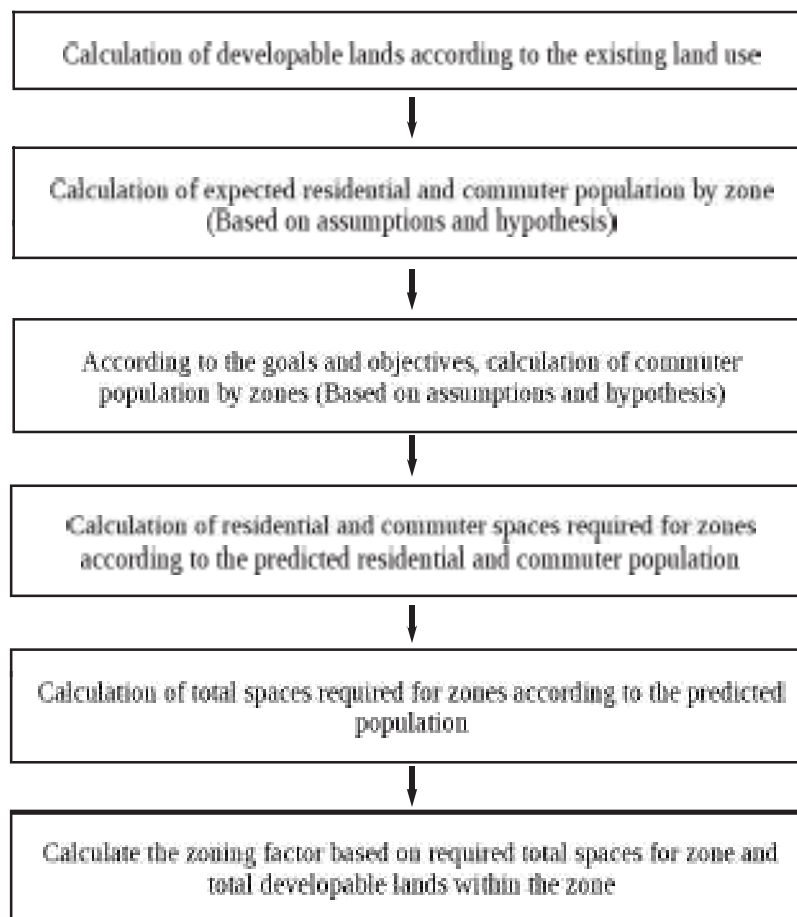 Calculation of developable lands according to the existing land use
Calculation of expected residential and commuter population by zone
(Based on assumptions and hypothesis)
According to the goals and objectives, calculation of commuter
population by zones (Based on assumptions and hypothesis)
Calculation of residential and commuter spaces required for zones
according to the predicted residential and commuter population
Calculation of total spaces required for zones according to the predicted
population
Calculate the zoning factor based on required total spaces for zone and
total developable lands within the zone